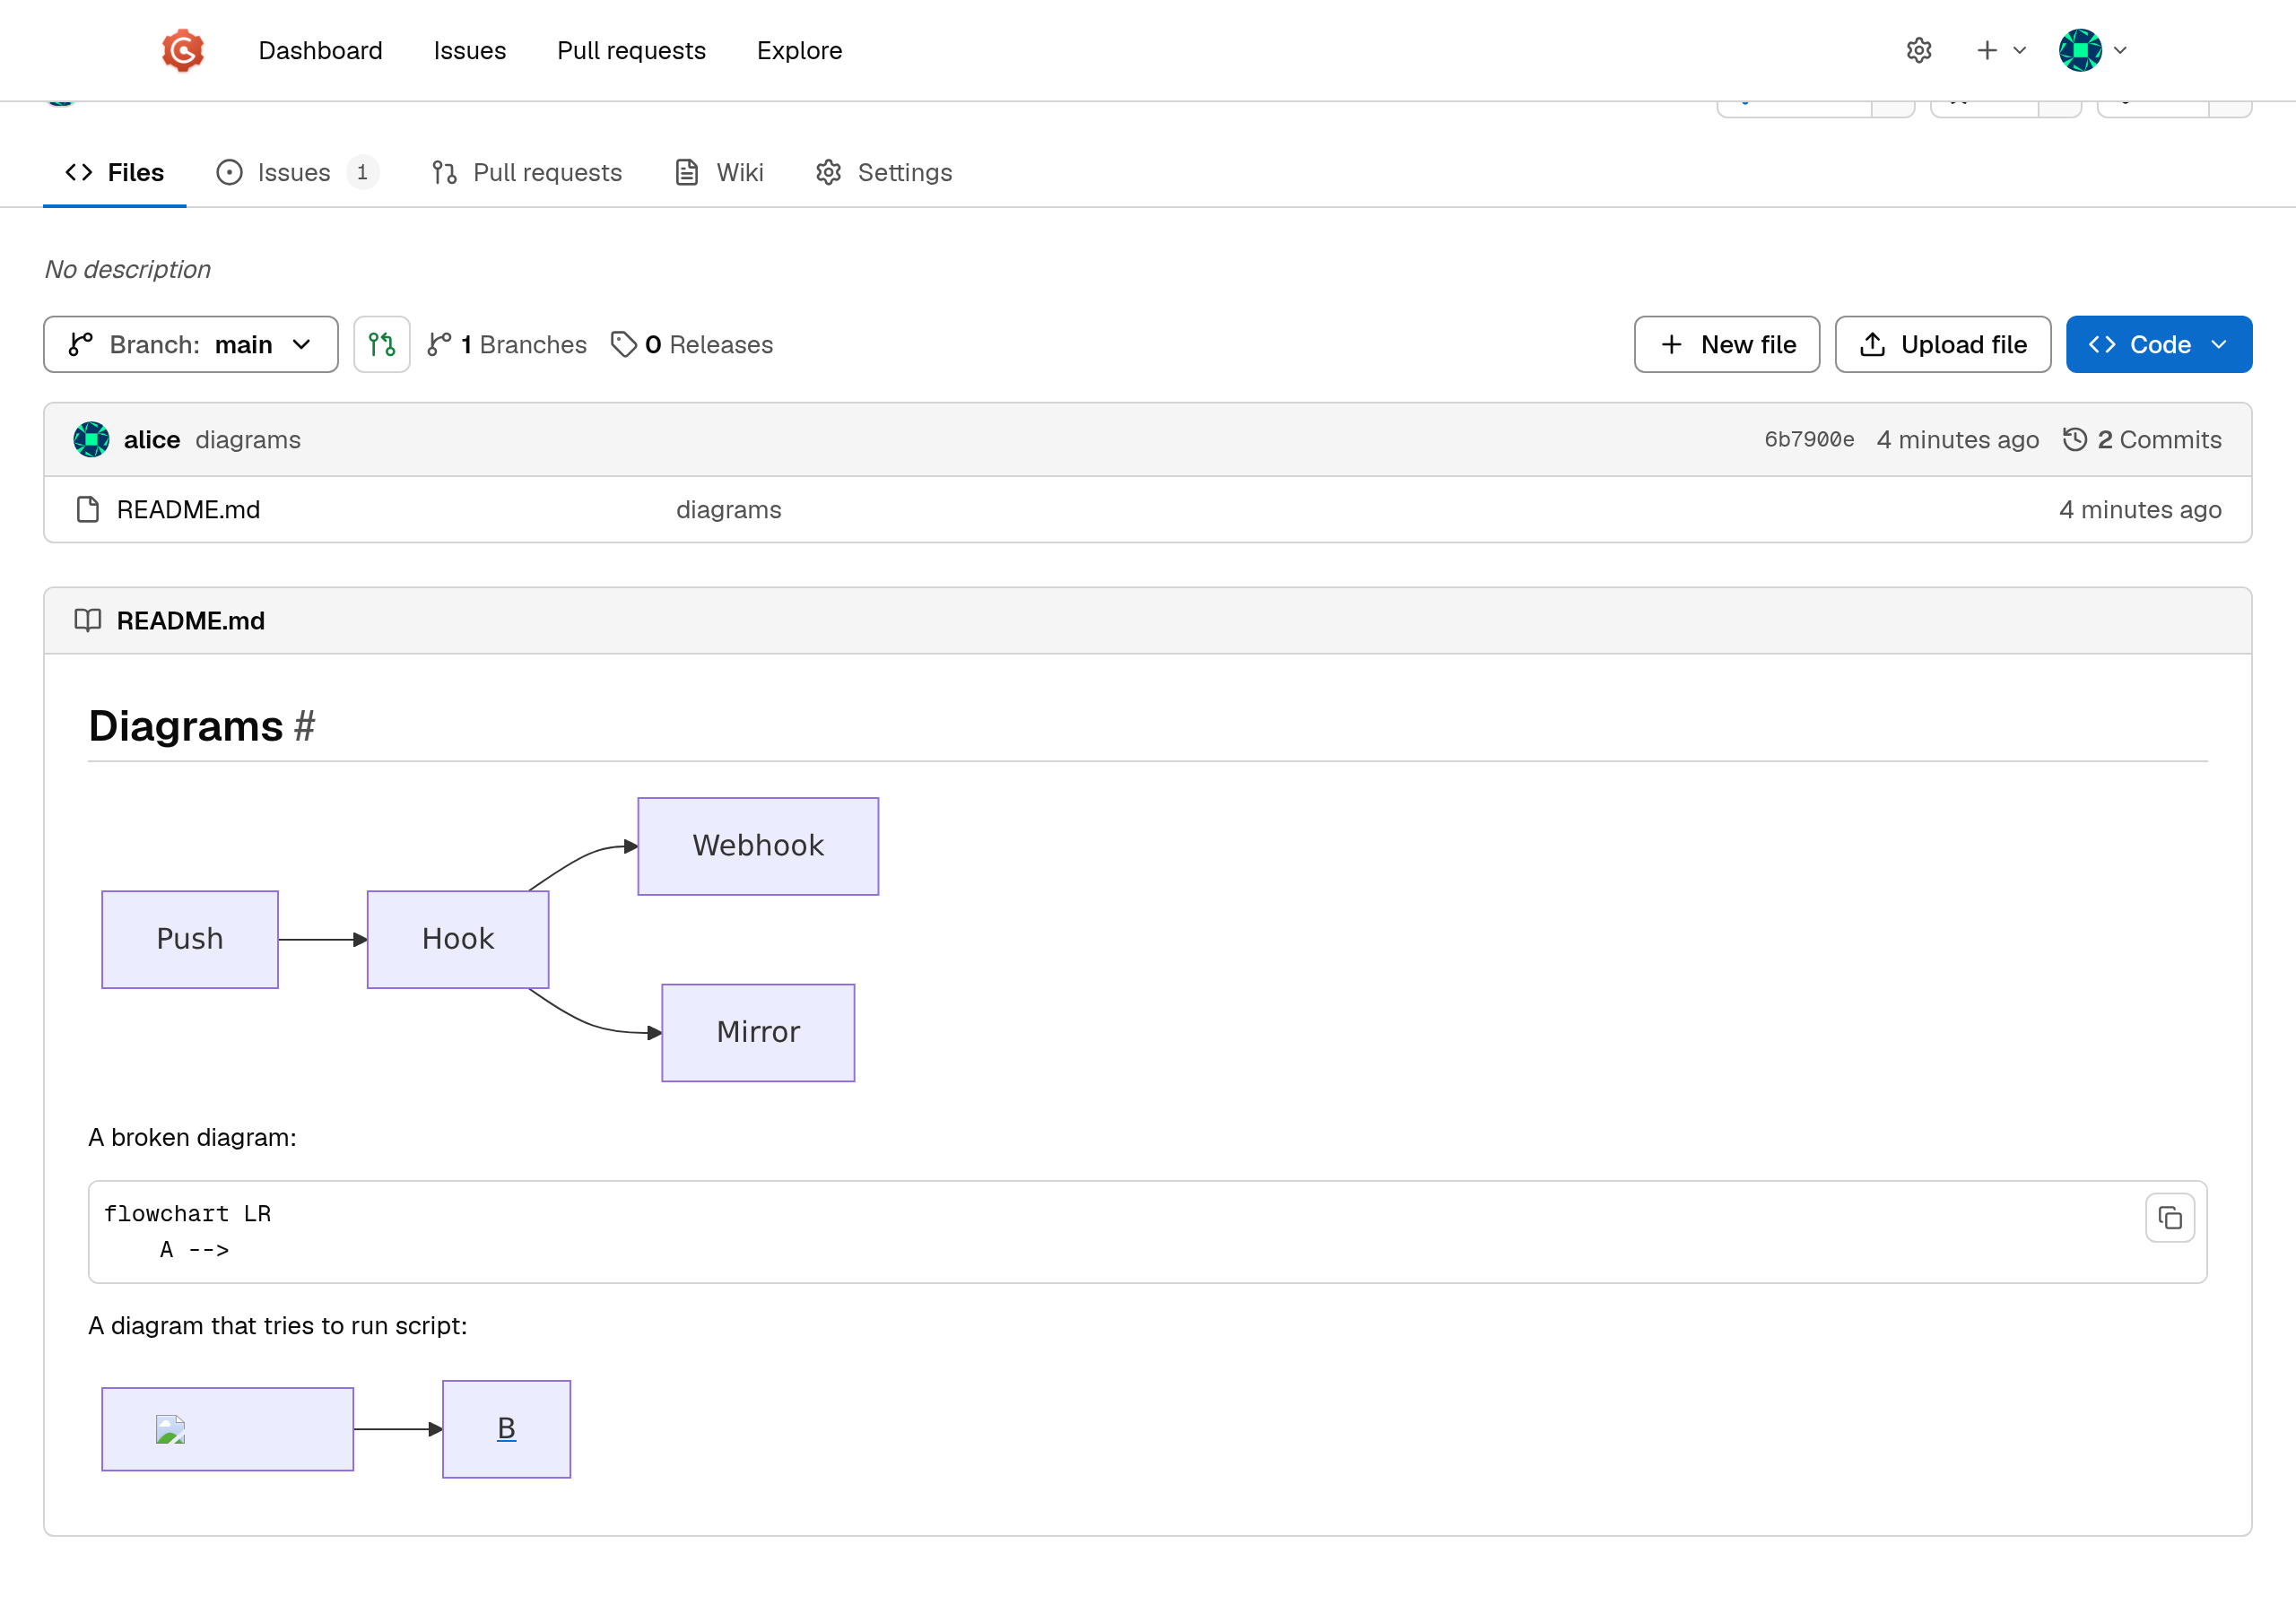 Dashboard Issues Pull requests Explore
Files Issues 1 Pull requests Wiki Settings
No description
Branch: main 1 Branches 0 Releases New file Upload file Code
alice diagrams 6b7900e 4 minutes ago 2 Commits
README.md diagrams 4 minutes ago
README.md
Diagrams #
Webhook
Push Hook
Mirror
A broken diagram:
flowchart LR
    A -->
A diagram that tries to run script:
B